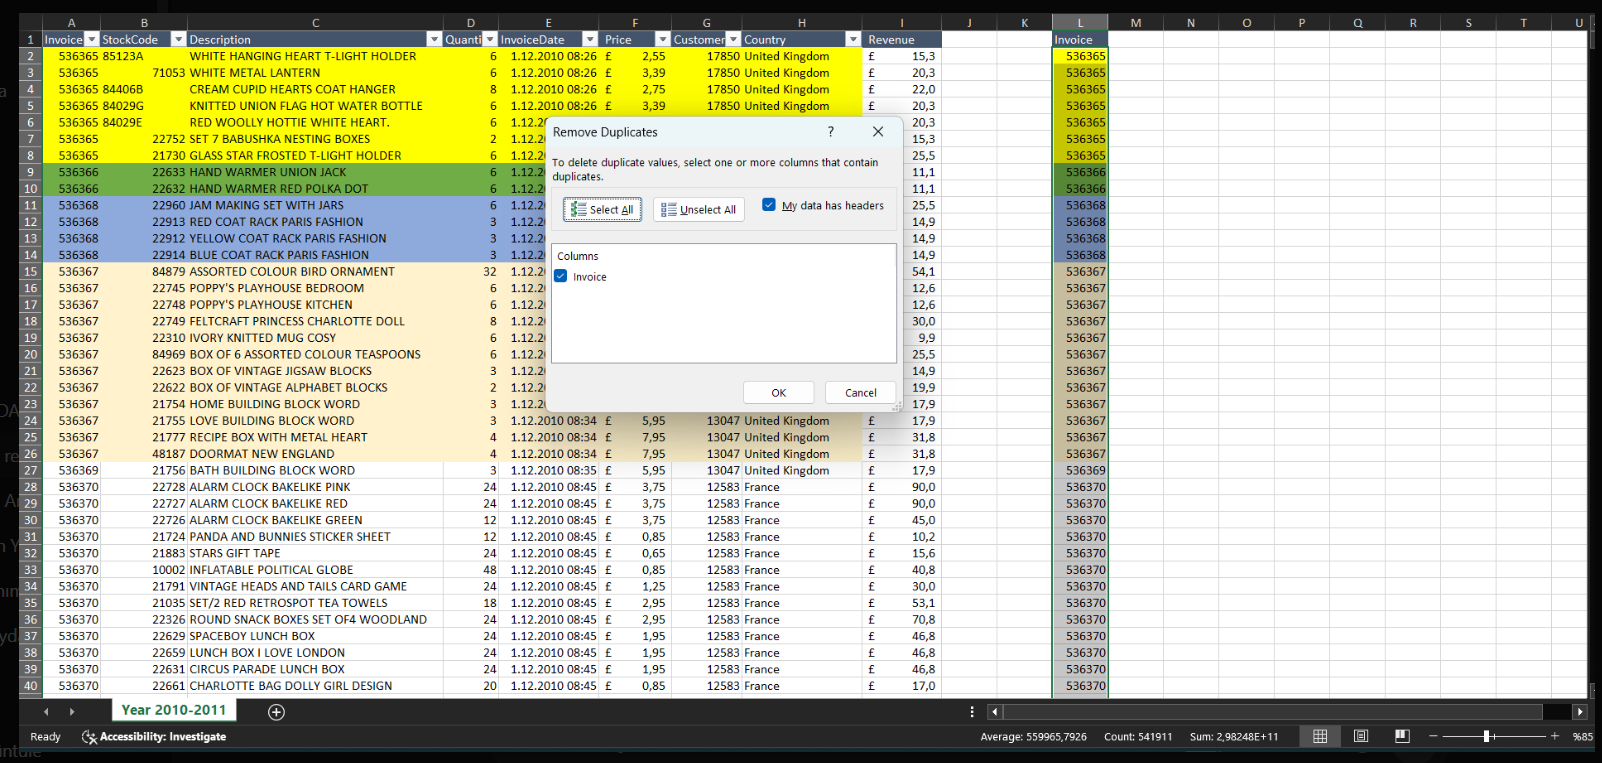 A B C D E F G H I J K L M N O P Q R S T U
1 Invoice StockCode Description Quanti InvoiceDate Price Customer Country Revenue Invoice
2 536365 85123A WHITE HANGING HEART T-LIGHT HOLDER 6 1.12.2010 08:26 £ 2,55 17850 United Kingdom £ 15,3 536365
3 536365 71053 WHITE METAL LANTERN 6 1.12.2010 08:26 £ 3,39 17850 United Kingdom £ 20,3 536365
4 536365 84406B CREAM CUPID HEARTS COAT HANGER 8 1.12.2010 08:26 £ 2,75 17850 United Kingdom £ 22,0 536365
5 536365 84029G KNITTED UNION FLAG HOT WATER BOTTLE 6 1.12.2010 08:26 £ 3,39 17850 United Kingdom £ 20,3 536365
6 536365 84029E RED WOOLLY HOTTIE WHITE HEART. 6 1.12.2 20,3 536365
7 536365 22752 SET 7 BABUSHKA NESTING BOXES 2 1.12.2 15,3 536365
8 536365 21730 GLASS STAR FROSTED T-LIGHT HOLDER 6 1.12.2 25,5 536365
9 536366 22633 HAND WARMER UNION JACK 6 1.12.2 11,1 536366
10 536366 22632 HAND WARMER RED POLKA DOT 6 1.12.2 11,1 536366
11 536368 22960 JAM MAKING SET WITH JARS 6 1.12.2 25,5 536368
12 536368 22913 RED COAT RACK PARIS FASHION 3 1.12.2 14,9 536368
13 536368 22912 YELLOW COAT RACK PARIS FASHION 3 1.12.2 14,9 536368
14 536368 22914 BLUE COAT RACK PARIS FASHION 3 1.12.2 14,9 536368
15 536367 84879 ASSORTED COLOUR BIRD ORNAMENT 32 1.12.2 54,1 536367
16 536367 22745 POPPY'S PLAYHOUSE BEDROOM 6 1.12.2 12,6 536367
17 536367 22748 POPPY'S PLAYHOUSE KITCHEN 6 1.12.2 12,6 536367
18 536367 22749 FELTCRAFT PRINCESS CHARLOTTE DOLL 8 1.12.2 30,0 536367
19 536367 22310 IVORY KNITTED MUG COSY 6 1.12.2 9,9 536367
20 536367 84969 BOX OF 6 ASSORTED COLOUR TEASPOONS 6 1.12.2 25,5 536367
21 536367 22623 BOX OF VINTAGE JIGSAW BLOCKS 3 1.12.2 14,9 536367
22 536367 22622 BOX OF VINTAGE ALPHABET BLOCKS 2 1.12.2 19,9 536367
23 536367 21754 HOME BUILDING BLOCK WORD 3 1.12.2 17,9 536367
24 536367 21755 LOVE BUILDING BLOCK WORD 3 1.12.2010 08:34 £ 5,95 13047 United Kingdom £ 17,9 536367
25 536367 21777 RECIPE BOX WITH METAL HEART 4 1.12.2010 08:34 £ 7,95 13047 United Kingdom £ 31,8 536367
26 536367 48187 DOORMAT NEW ENGLAND 4 1.12.2010 08:34 £ 7,95 13047 United Kingdom £ 31,8 536367
27 536369 21756 BATH BUILDING BLOCK WORD 3 1.12.2010 08:35 £ 5,95 13047 United Kingdom £ 17,9 536369
28 536370 22728 ALARM CLOCK BAKELIKE PINK 24 1.12.2010 08:45 £ 3,75 12583 France £ 90,0 536370
29 536370 22727 ALARM CLOCK BAKELIKE RED 24 1.12.2010 08:45 £ 3,75 12583 France £ 90,0 536370
30 536370 22726 ALARM CLOCK BAKELIKE GREEN 12 1.12.2010 08:45 £ 3,75 12583 France £ 45,0 536370
31 536370 21724 PANDA AND BUNNIES STICKER SHEET 12 1.12.2010 08:45 £ 0,85 12583 France £ 10,2 536370
32 536370 21883 STARS GIFT TAPE 24 1.12.2010 08:45 £ 0,65 12583 France £ 15,6 536370
33 536370 10002 INFLATABLE POLITICAL GLOBE 48 1.12.2010 08:45 £ 0,85 12583 France £ 40,8 536370
34 536370 21791 VINTAGE HEADS AND TAILS CARD GAME 24 1.12.2010 08:45 £ 1,25 12583 France £ 30,0 536370
35 536370 21035 SET/2 RED RETROSPOT TEA TOWELS 18 1.12.2010 08:45 £ 2,95 12583 France £ 53,1 536370
36 536370 22326 ROUND SNACK BOXES SET OF4 WOODLAND 24 1.12.2010 08:45 £ 2,95 12583 France £ 70,8 536370
37 536370 22629 SPACEBOY LUNCH BOX 24 1.12.2010 08:45 £ 1,95 12583 France £ 46,8 536370
38 536370 22659 LUNCH BOX I LOVE LONDON 24 1.12.2010 08:45 £ 1,95 12583 France £ 46,8 536370
39 536370 22631 CIRCUS PARADE LUNCH BOX 24 1.12.2010 08:45 £ 1,95 12583 France £ 46,8 536370
40 536370 22661 CHARLOTTE BAG DOLLY GIRL DESIGN 20 1.12.2010 08:45 £ 0,85 12583 France £ 17,0 536370
Remove Duplicates ?
To delete duplicate values, select one or more columns that contain
duplicates.
Select All Unselect All My data has headers
Columns
Invoice
OK Cancel
Year 2010-2011
Ready Accessibility: Investigate Average: 559965,7926 Count: 541911 Sum: 2,98248E+11 %85